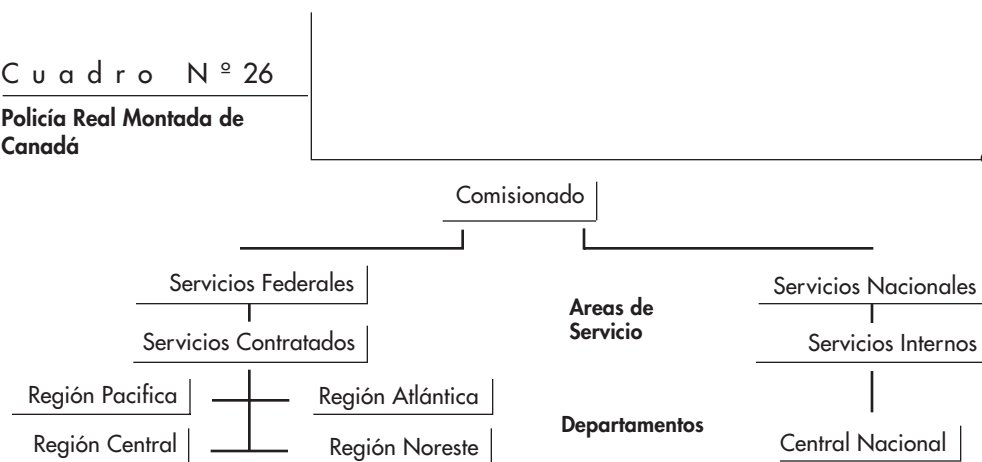 Cuadro Nº 26
Policía Real Montada de
Canadá
Comisionado
Servicios Federales
Servicios Nacionales
Areas de
Servicio
Servicios Contratados
Servicios Internos
Región Pacifica
Región Atlántica
Departamentos
Región Central
Región Noreste
Central Nacional